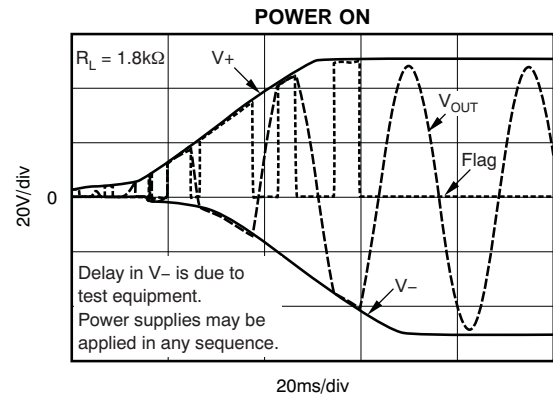 POWER ON
R_L = 1.8kΩ
V+
V_OUT
Flag
20V/div
0
V−
Delay in V− is due to
test equipment.
Power supplies may be
applied in any sequence.
20ms/div